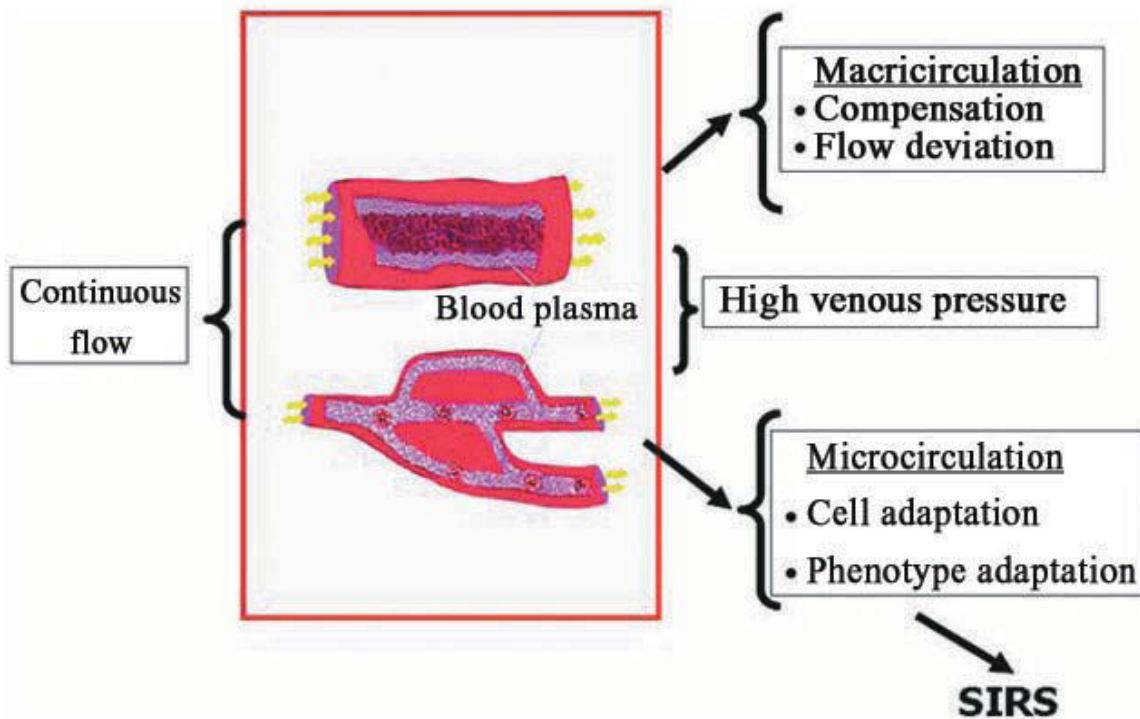 Macricirculation
• Compensation
• Flow deviation
Continuous
flow
Blood plasma
High venous pressure
Microcirculation
• Cell adaptation
• Phenotype adaptation
SIRS